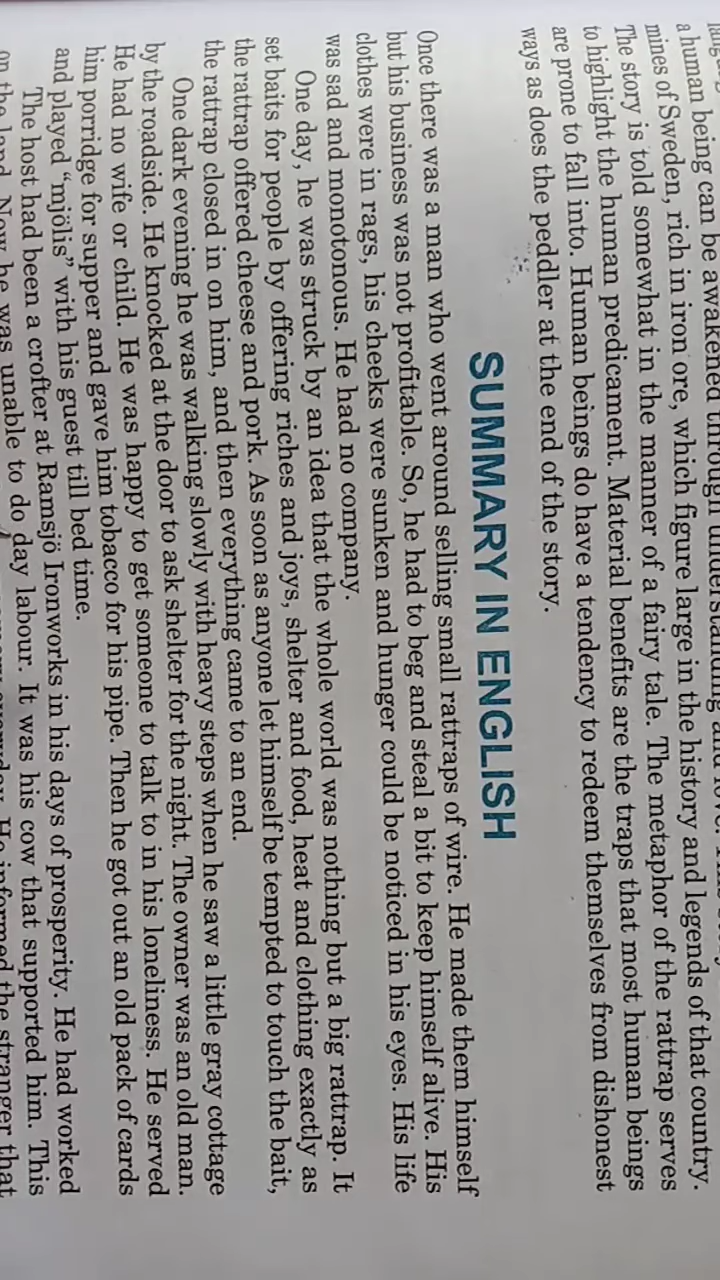 a human being can be awakened through understanding and love. This
mines of Sweden, rich in iron ore, which figure large in the history and legends of that country.
The story is told somewhat in the manner of a fairy tale. The metaphor of the rattrap serves
to highlight the human predicament. Material benefits are the traps that most human beings
are prone to fall into. Human beings do have a tendency to redeem themselves from dishonest
ways as does the peddler at the end of the story.
SUMMARY IN ENGLISH
Once there was a man who went around selling small rattraps of wire. He made them himself
but his business was not profitable. So, he had to beg and steal a bit to keep himself alive. His
clothes were in rags, his cheeks were sunken and hunger could be noticed in his eyes. His life
was sad and monotonous. He had no company.
One day, he was struck by an idea that the whole world was nothing but a big rattrap. It
set baits for people by offering riches and joys, shelter and food, heat and clothing exactly as
the rattrap offered cheese and pork. As soon as anyone let himself be tempted to touch the bait,
the rattrap closed in on him, and then everything came to an end.
One dark evening he was walking slowly with heavy steps when he saw a little gray cottage
by the roadside. He knocked at the door to ask shelter for the night. The owner was an old man.
He had no wife or child. He was happy to get someone to talk to in his loneliness. He served
him porridge for supper and gave him tobacco for his pipe. Then he got out an old pack of cards
and played “mjölis” with his guest till bed time.
The host had been a crofter at Ramsjö Ironworks in his days of prosperity. He had worked
on the land. Now he was unable to do day labour. It was his cow that supported him. This
He informed the stranger that